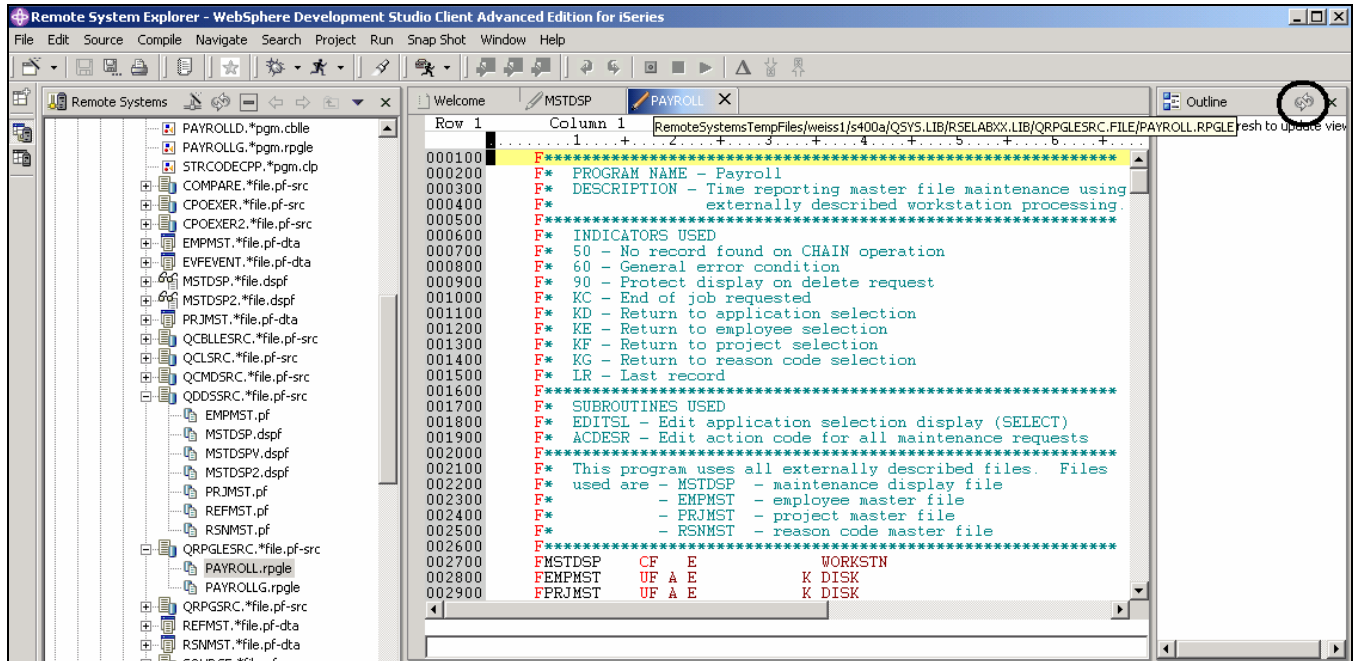 Remote System Explorer - WebSphere Development Studio Client Advanced Edition for iSeries
File Edit Source Compile Navigate Search Project Run Snap Shot Window Help
Remote Systems
PAYROLLD.*pgm.cblle
PAYROLLG.*pgm.rpgle
STRCODECPP.*pgm.clp
COMPARE.*file.pf-src
CPOEXER.*file.pf-src
CPOEXER2.*file.pf-src
EMPMST.*file.pf-dta
EVFEVENT.*file.pf-dta
MSTDSP.*file.dspf
MSTDSP2.*file.dspf
PRJMST.*file.pf-dta
QCBLLESRC.*file.pf-src
QCLSRC.*file.pf-src
QCMDSRC.*file.pf-src
QDDSSRC.*file.pf-src
EMPMST.pf
MSTDSP.dspf
MSTDSPV.dspf
MSTDSP2.dspf
PRJMST.pf
REFMST.pf
RSNMST.pf
QRPGLESRC.*file.pf-src
PAYROLL.rpgle
PAYROLLG.rpgle
QRPGSRC.*file.pf-src
REFMST.*file.pf-dta
RSNMST.*file.pf-dta
Welcome MSTDSP PAYROLL
Row 1 Column 1
RemoteSystemsTempFiles/weiss1/s400a/QSYS.LIB/RSELABXX.LIB/QRPGLESRC.FILE/PAYROLL.RPGLE
.........1....+....2....+....3....+....4....+....5....+....6....+....
000100 F*****************************************************************
000200 F* PROGRAM NAME - Payroll
000300 F* DESCRIPTION - Time reporting master file maintenance using
000400 F* externally described workstation processing.
000500 F*****************************************************************
000600 F* INDICATORS USED
000700 F* 50 - No record found on CHAIN operation
000800 F* 60 - General error condition
000900 F* 90 - Protect display on delete request
001000 F* KC - End of job requested
001100 F* KD - Return to application selection
001200 F* KE - Return to employee selection
001300 F* KF - Return to project selection
001400 F* KG - Return to reason code selection
001500 F* LR - Last record
001600 F*****************************************************************
001700 F* SUBROUTINES USED
001800 F* EDITSL - Edit application selection display (SELECT)
001900 F* ACDESR - Edit action code for all maintenance requests
002000 F*****************************************************************
002100 F* This program uses all externally described files. Files
002200 F* used are - MSTDSP - maintenance display file
002300 F* - EMPMST - employee master file
002400 F* - PRJMST - project master file
002500 F* - RSNMST - reason code master file
002600 F*****************************************************************
002700 FMSTDSP CF E WORKSTN
002800 FEMPMST UF A E K DISK
002900 FPRJMST UF A E K DISK
Outline
resh to update view